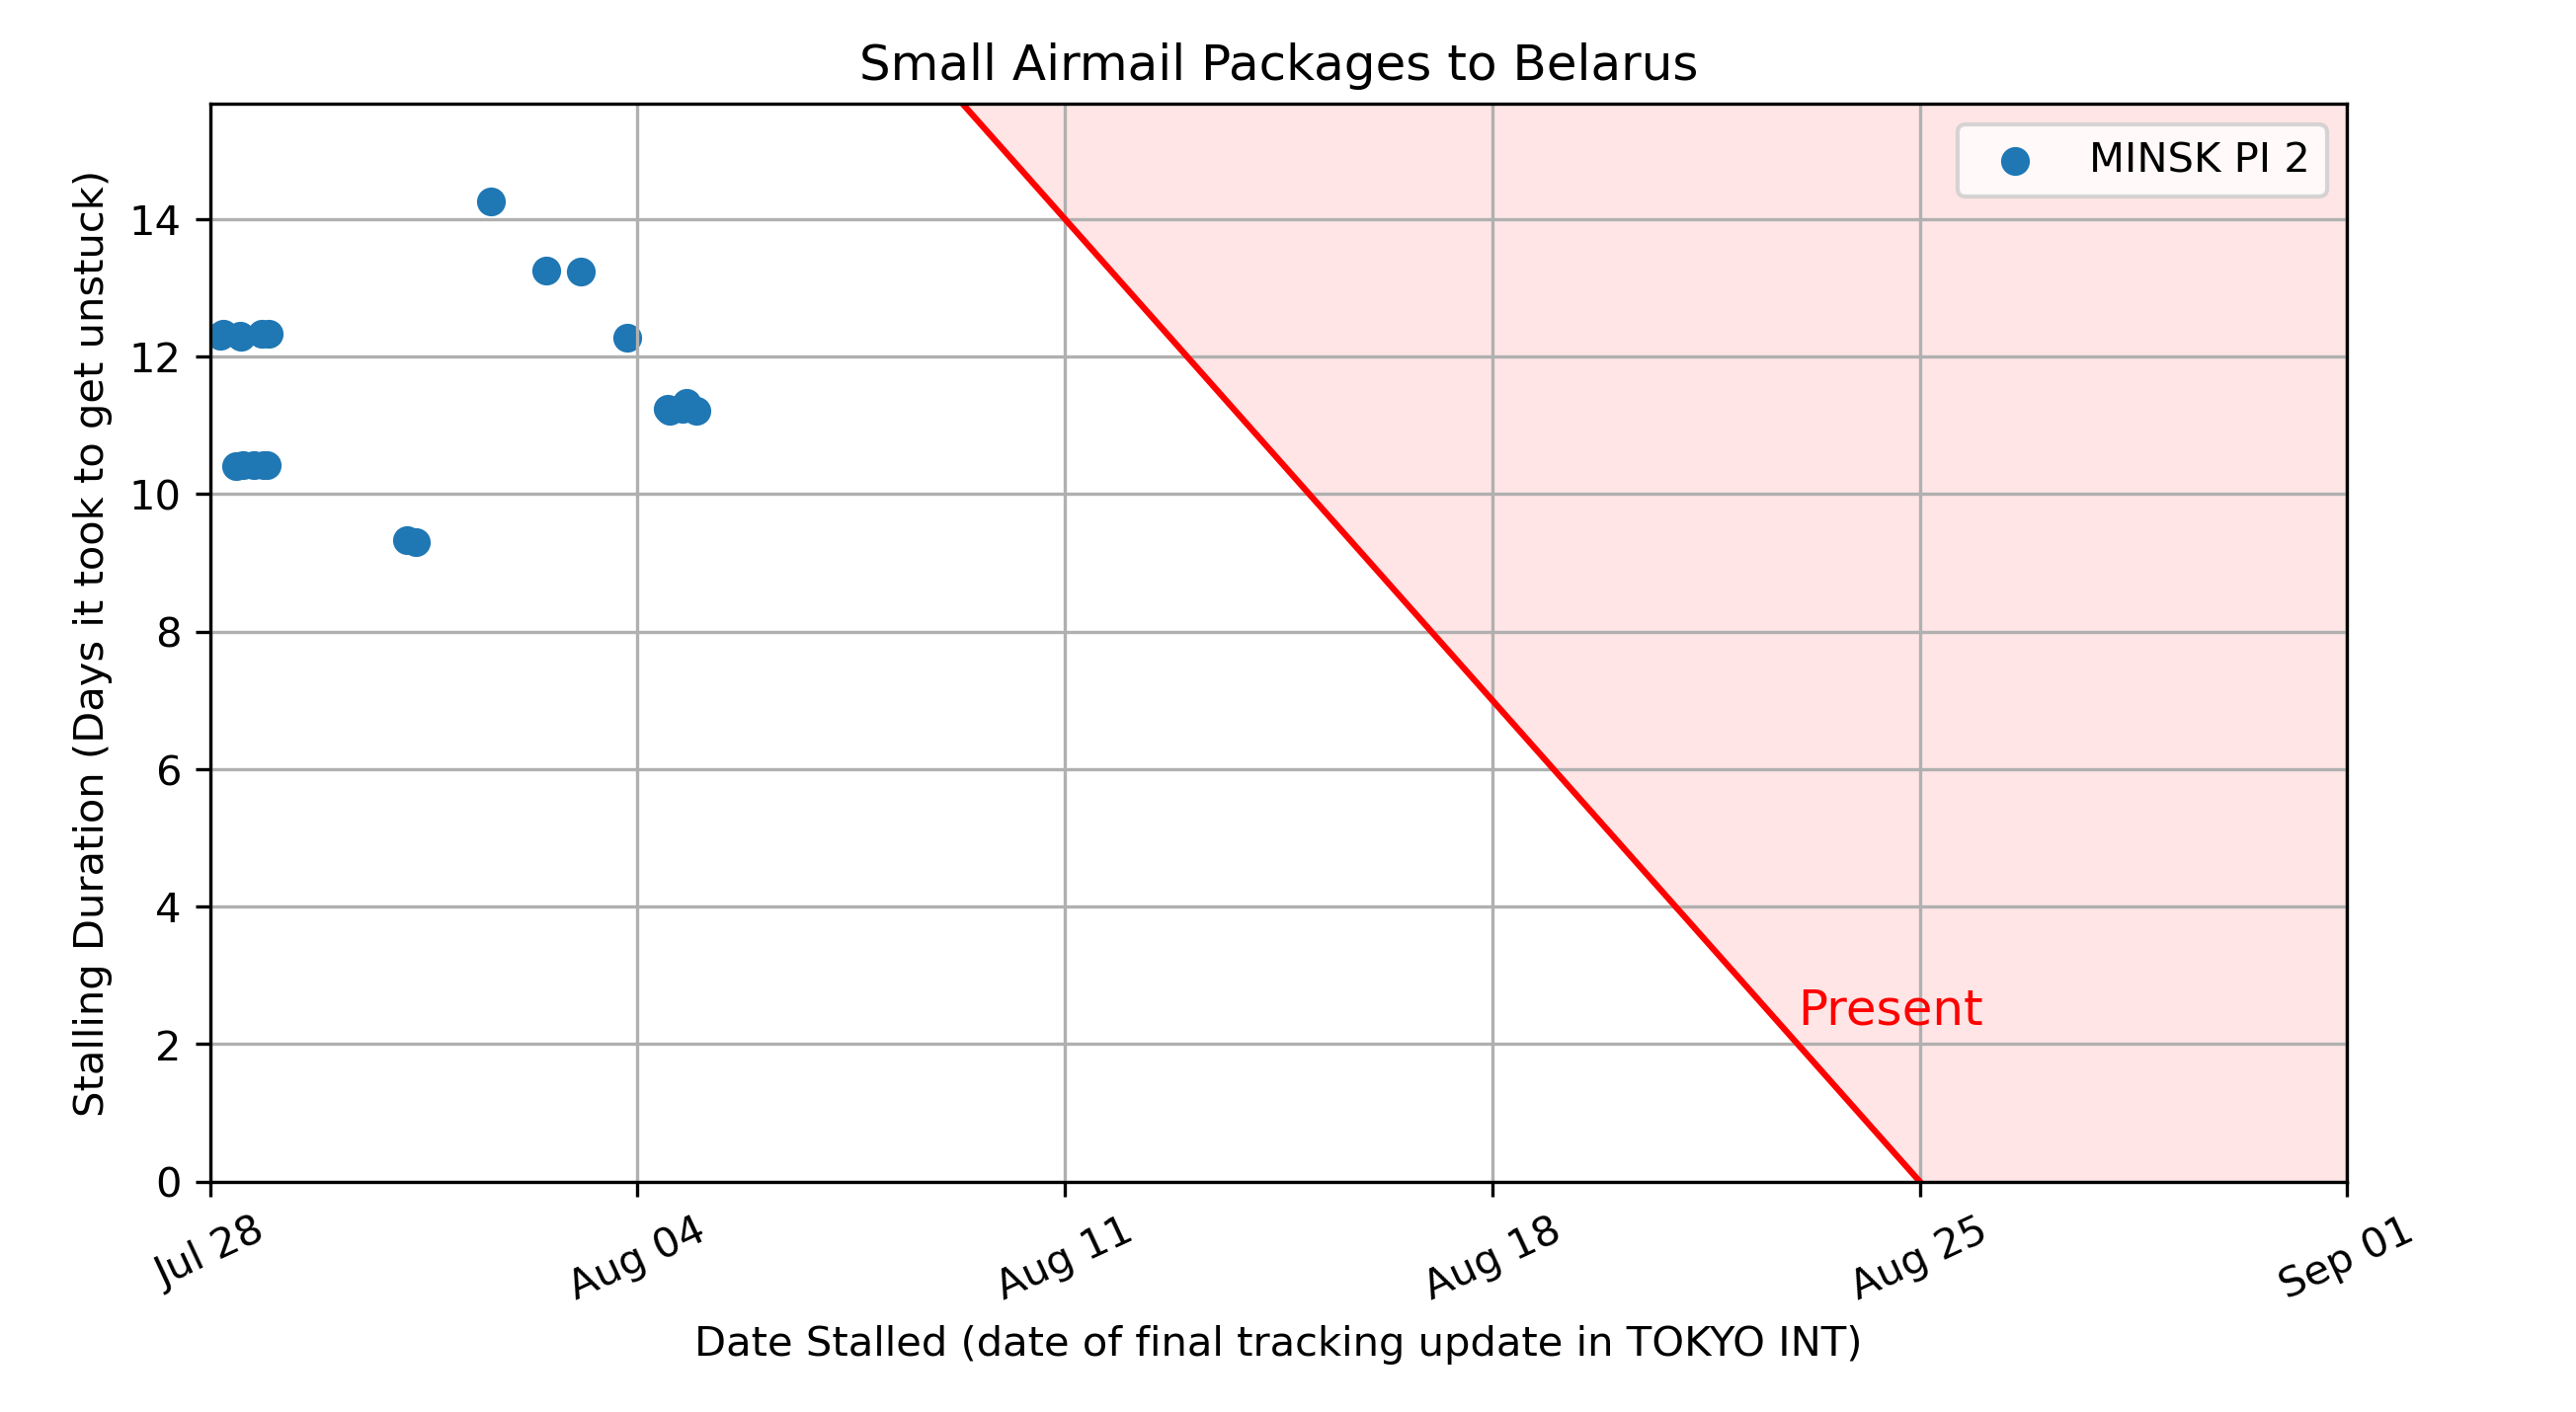 Small Airmail Packages to Belarus
MINSK PI 2
Stalling Duration (Days it took to get unstuck)
14
12
10
8
6
4
2
0
Present
Jul 28
Aug 04
Aug 11
Aug 18
Aug 25
Sep 01
Date Stalled (date of final tracking update in TOKYO INT)